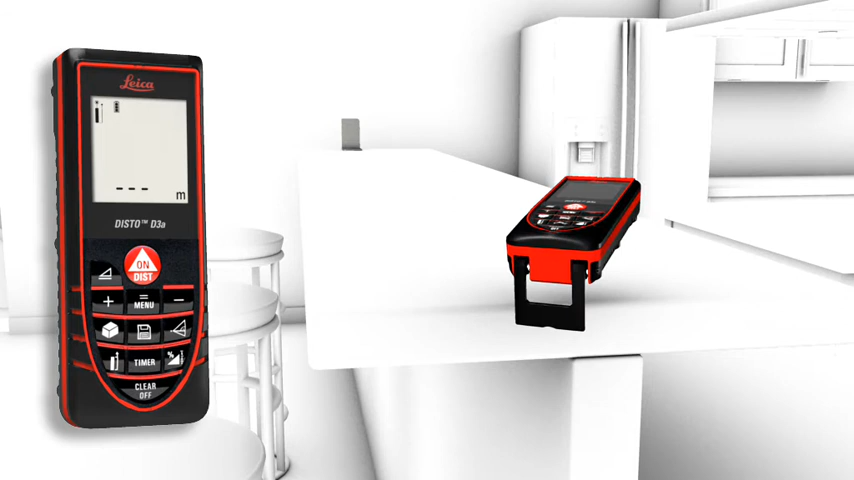 Leica
- - - m
DISTO™ D3a
ON
DIST
+ = −
MENU
TIMER %
CLEAR
OFF